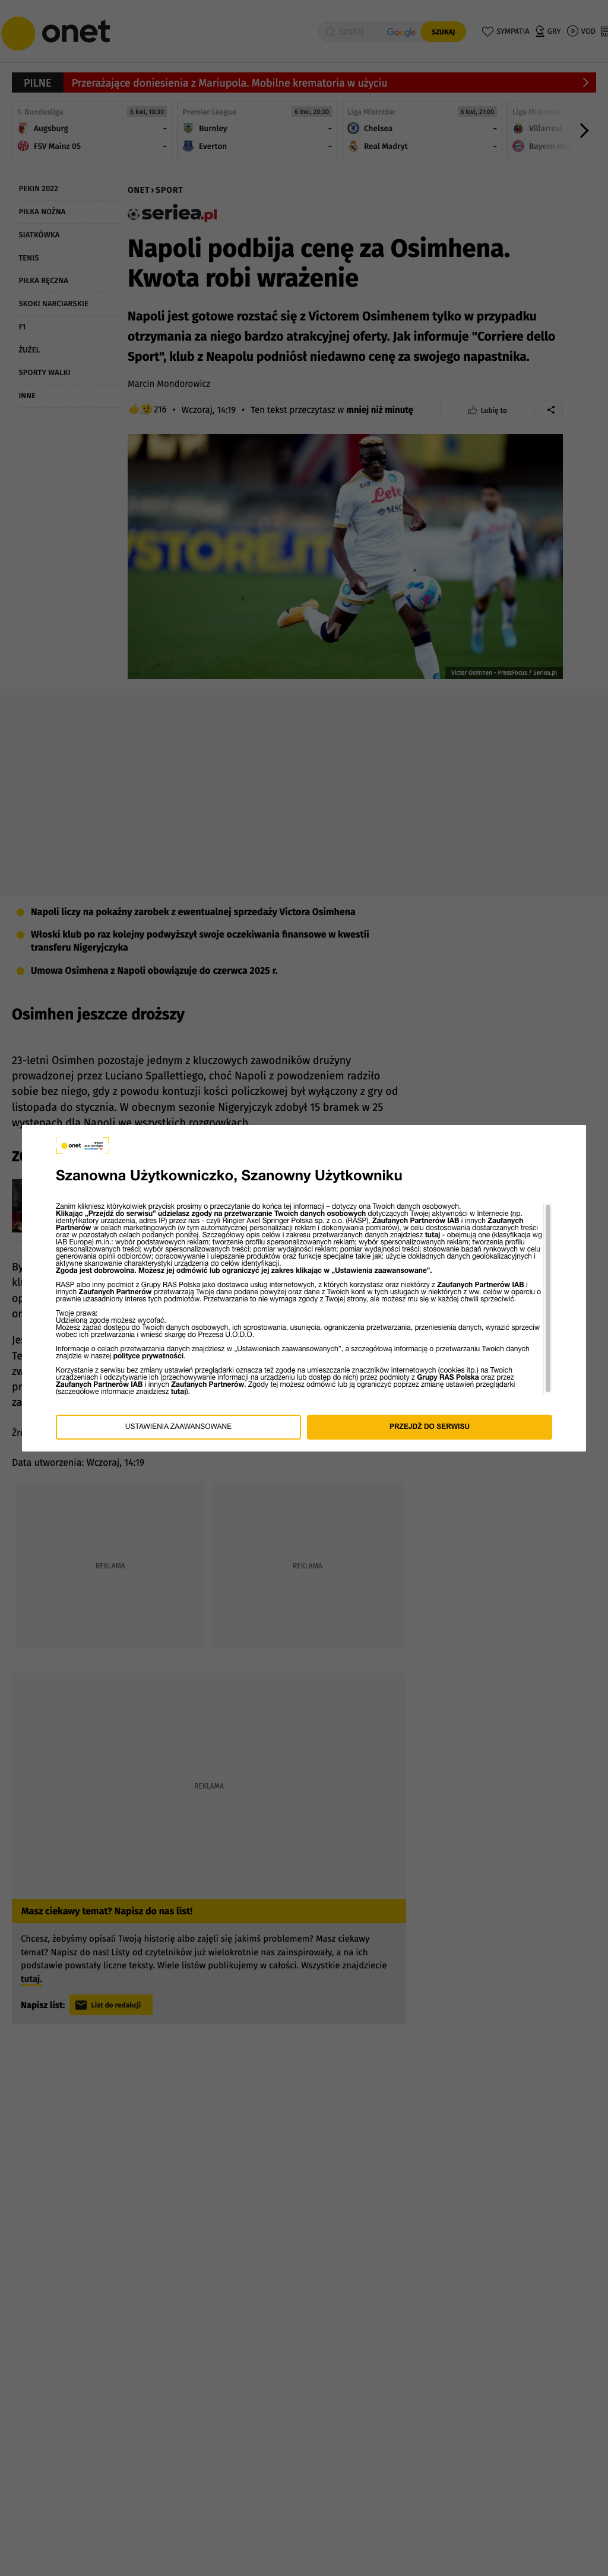 onet
Szukaj
Google
SZUKAJ
SYMPATIA
GRY
VOD
PILNE
Przerażające doniesienia z Mariupola. Mobilne krematoria w użyciu
1. Bundesliga
6 kwi, 18:30
Augsburg
-
FSV Mainz 05
-
Premier League
6 kwi, 20:30
Burnley
-
Everton
-
Liga Mistrzów
6 kwi, 21:00
Chelsea
-
Real Madryt
-
Liga Mistrzów
Villarreal
Bayern
PEKIN 2022
PIŁKA NOŻNA
SIATKÓWKA
TENIS
PIŁKA RĘCZNA
SKOKI NARCIARSKIE
F1
ŻUŻEL
SPORTY WALKI
INNE
ONET › SPORT
seriea.pl
Napoli podbija cenę za Osimhena.
Kwota robi wrażenie
Napoli jest gotowe rozstać się z Victorem Osimhenem tylko w przypadku
otrzymania za niego bardzo atrakcyjnej oferty. Jak informuje "Corriere dello
Sport", klub z Neapolu podniósł niedawno cenę za swojego napastnika.
Marcin Mondorowicz
216 • Wczoraj, 14:19 • Ten tekst przeczytasz w mniej niż minutę
Lubię to
YSTORE.IT
Lete
MSC
Victor Osimhen - PressFocus / Seriea.pl
Napoli liczy na pokaźny zarobek z ewentualnej sprzedaży Victora Osimhena
Włoski klub po raz kolejny podwyższył swoje oczekiwania finansowe w kwestii
transferu Nigeryjczyka
Umowa Osimhena z Napoli obowiązuje do czerwca 2025 r.
Osimhen jeszcze droższy
23-letni Osimhen pozostaje jednym z kluczowych zawodników drużyny
prowadzonej przez Luciano Spallettiego, choć Napoli z powodzeniem radziło
sobie bez niego, gdy z powodu kontuzji kości policzkowej był wyłączony z gry od
listopada do stycznia. W obecnym sezonie Nigeryjczyk zdobył 15 bramek w 25
występach dla Napoli we wszystkich rozgrywkach.
onet
Szanowna Użytkowniczko, Szanowny Użytkowniku
Zanim klikniesz którykolwiek przycisk prosimy o przeczytanie do końca tej informacji – dotyczy ona Twoich danych osobowych.
Klikając „Przejdź do serwisu” udzielasz zgody na przetwarzanie Twoich danych osobowych dotyczących Twojej aktywności w Internecie (np.
identyfikatory urządzenia, adres IP) przez nas - czyli Ringier Axel Springer Polska sp. z o.o. (RASP), Zaufanych Partnerów IAB i innych Zaufanych
Partnerów w celach marketingowych (w tym automatycznej personalizacji reklam i dokonywania pomiarów), w celu dostosowania dostarczanych treści
oraz w pozostałych celach podanych poniżej. Szczegółowy opis celów i zakresu przetwarzanych danych znajdziesz tutaj - obejmują one (klasyfikacja wg
IAB Europe) m.in.: wybór podstawowych reklam; tworzenie profilu spersonalizowanych reklam; wybór spersonalizowanych reklam; tworzenie profilu
spersonalizowanych treści; wybór spersonalizowanych treści; pomiar wydajności reklam; pomiar wydajności treści; stosowanie badań rynkowych w celu
generowania opinii odbiorców; opracowywanie i ulepszanie produktów oraz funkcje specjalne takie jak: użycie dokładnych danych geolokalizacyjnych i
aktywne skanowanie charakterystyki urządzenia do celów identyfikacji.
Zgoda jest dobrowolna. Możesz jej odmówić lub ograniczyć jej zakres klikając w „Ustawienia zaawansowane”.
RASP albo inny podmiot z Grupy RAS Polska jako dostawca usług internetowych, z których korzystasz oraz niektórzy z Zaufanych Partnerów IAB i
innych Zaufanych Partnerów przetwarzają Twoje dane podane powyżej oraz dane z Twoich kont w tych usługach w niektórych z ww. celów w oparciu o
prawnie uzasadniony interes tych podmiotów. Przetwarzanie to nie wymaga zgody z Twojej strony, ale możesz mu się w każdej chwili sprzeciwić.
Twoje prawa:
Udzieloną zgodę możesz wycofać.
Możesz żądać dostępu do Twoich danych osobowych, ich sprostowania, usunięcia, ograniczenia przetwarzania, przeniesienia danych, wyrazić sprzeciw
wobec ich przetwarzania i wnieść skargę do Prezesa U.O.D.O.
Informacje o celach przetwarzania danych znajdziesz w „Ustawieniach zaawansowanych”, a szczegółową informację o przetwarzaniu Twoich danych
znajdzie w naszej polityce prywatności.
Korzystanie z serwisu bez zmiany ustawień przeglądarki oznacza też zgodę na umieszczanie znaczników internetowych (cookies itp.) na Twoich
urządzeniach i odczytywanie ich (przechowywanie informacji na urządzeniu lub dostęp do nich) przez podmioty z Grupy RAS Polska oraz przez
Zaufanych Partnerów IAB i innych Zaufanych Partnerów. Zgody tej możesz odmówić lub ją ograniczyć poprzez zmianę ustawień przeglądarki
(szczegółowe informacje znajdziesz tutaj).
USTAWIENIA ZAAWANSOWANE
PRZEJDŹ DO SERWISU
Data utworzenia: Wczoraj, 14:19
REKLAMA
REKLAMA
REKLAMA
Masz ciekawy temat? Napisz do nas list!
Chcesz, żebyśmy opisali Twoją historię albo zajęli się jakimś problemem? Masz ciekawy
temat? Napisz do nas! Listy od czytelników już wielokrotnie nas zainspirowały, a na ich
podstawie powstały liczne teksty. Wiele listów publikujemy w całości. Wszystkie znajdziecie
tutaj.
Napisz list:
List do redakcji